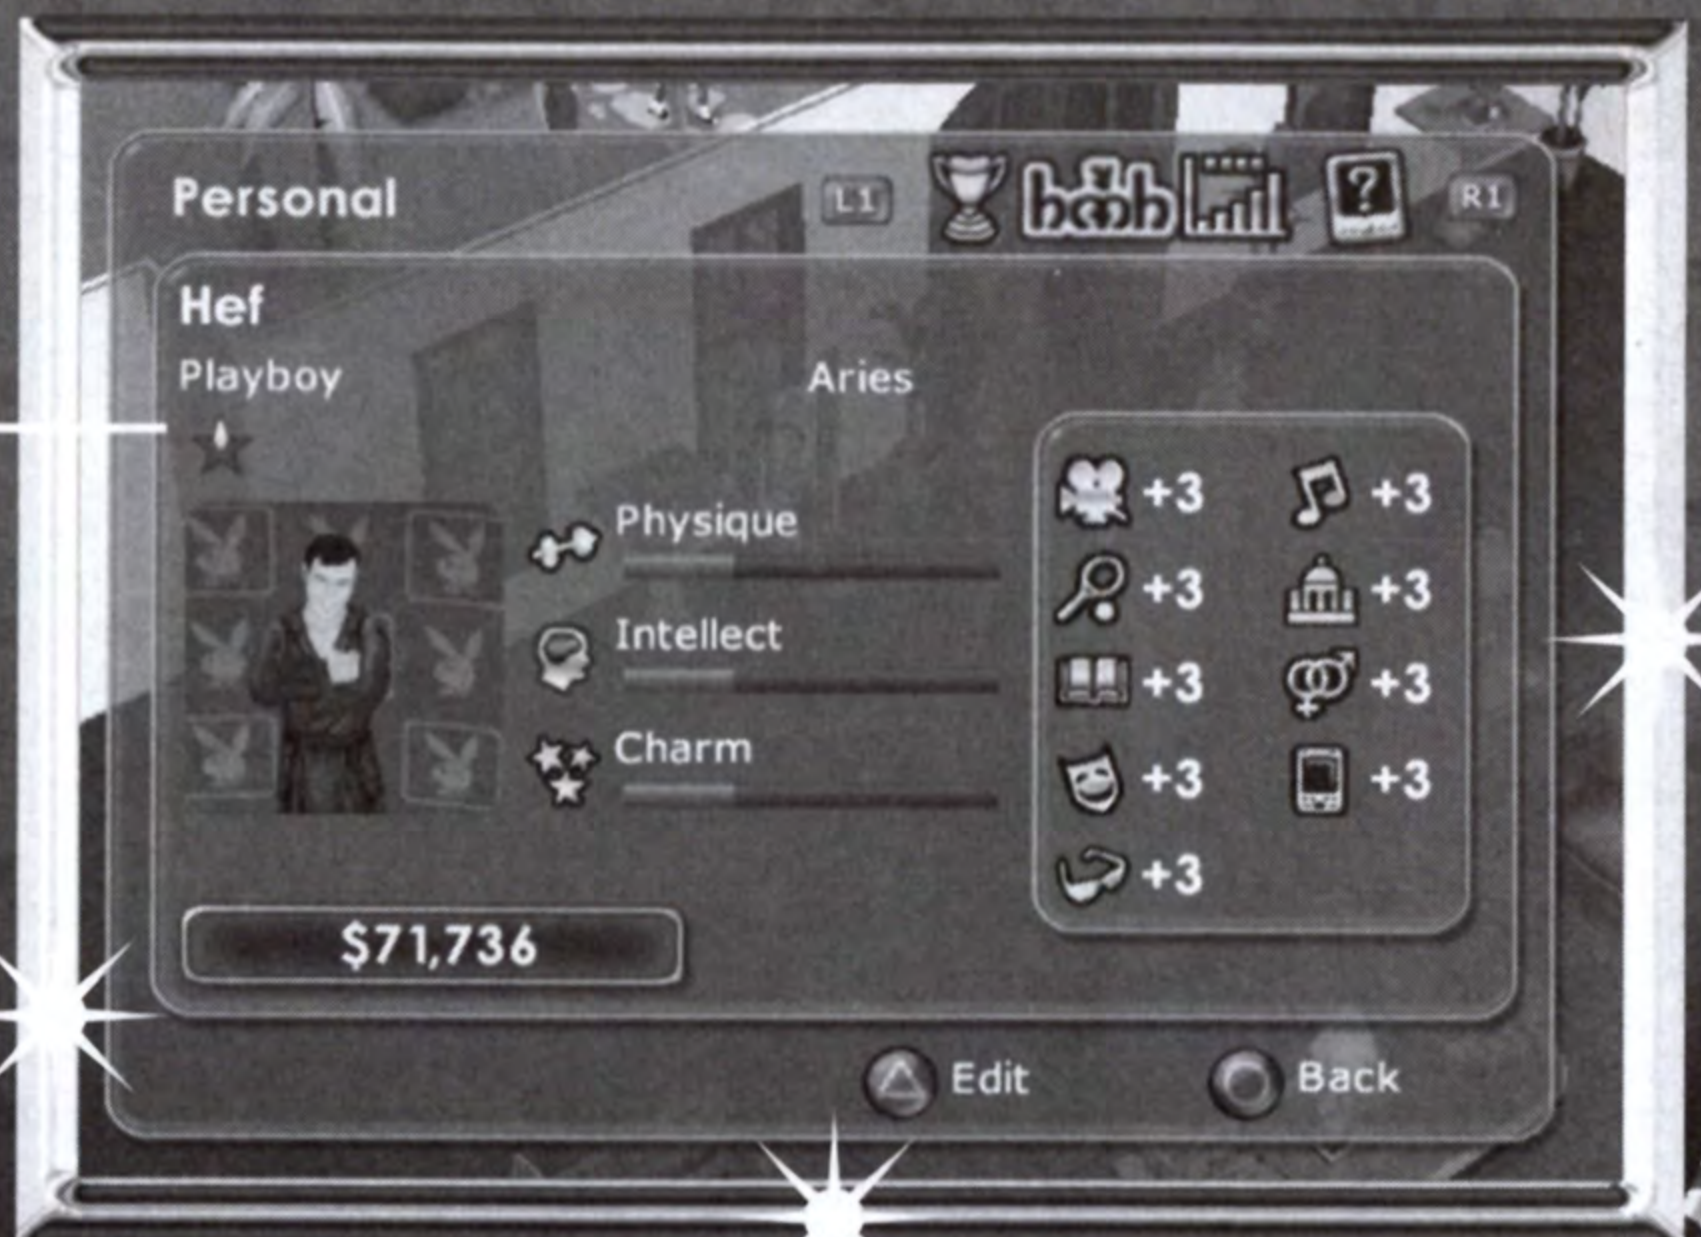 Personal
L1
R1
Hef
Playboy
Aries
Physique
Intellect
Charm
+3 +3
+3 +3
+3 +3
+3 +3
+3
$71,736
Edit
Back